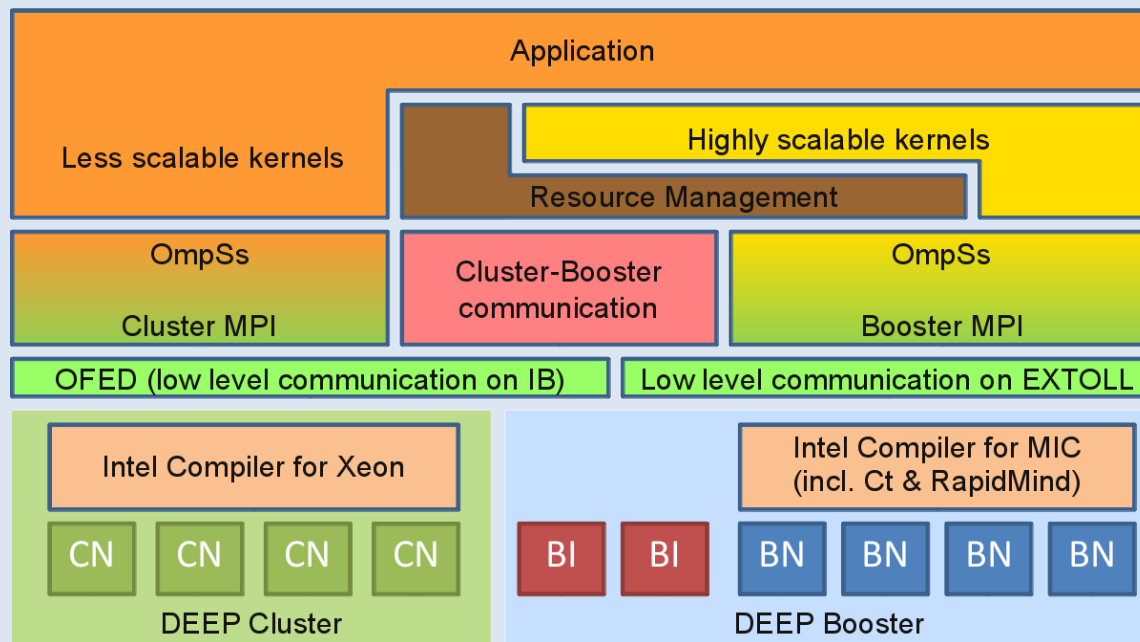 Application
Less scalable kernels
Highly scalable kernels
Resource Management
OmpSs
Cluster MPI
Cluster-Booster
communication
OmpSs
Booster MPI
OFED (low level communication on IB)
Low level communication on EXTOLL
Intel Compiler for Xeon
Intel Compiler for MIC
(incl. Ct & RapidMind)
CN CN CN CN BI BI BN BN BN BN
DEEP Cluster
DEEP Booster